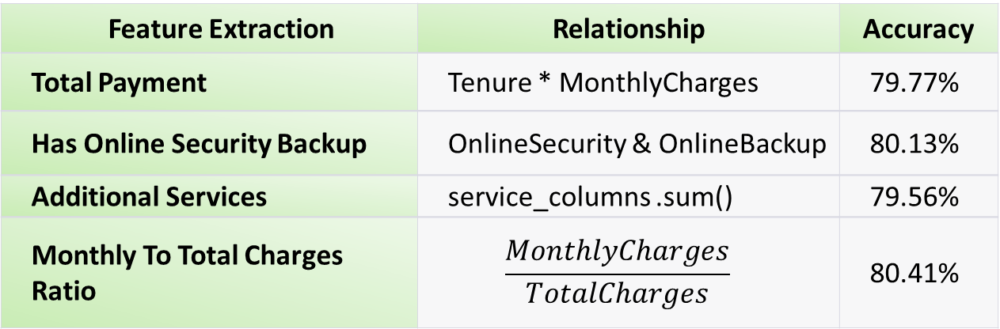 Feature Extraction Relationship Accuracy
Total Payment Tenure * MonthlyCharges 79.77%
Has Online Security Backup OnlineSecurity & OnlineBackup 80.13%
Additional Services service_columns .sum() 79.56%
Monthly To Total Charges
Ratio
MonthlyCharges
TotalCharges
80.41%